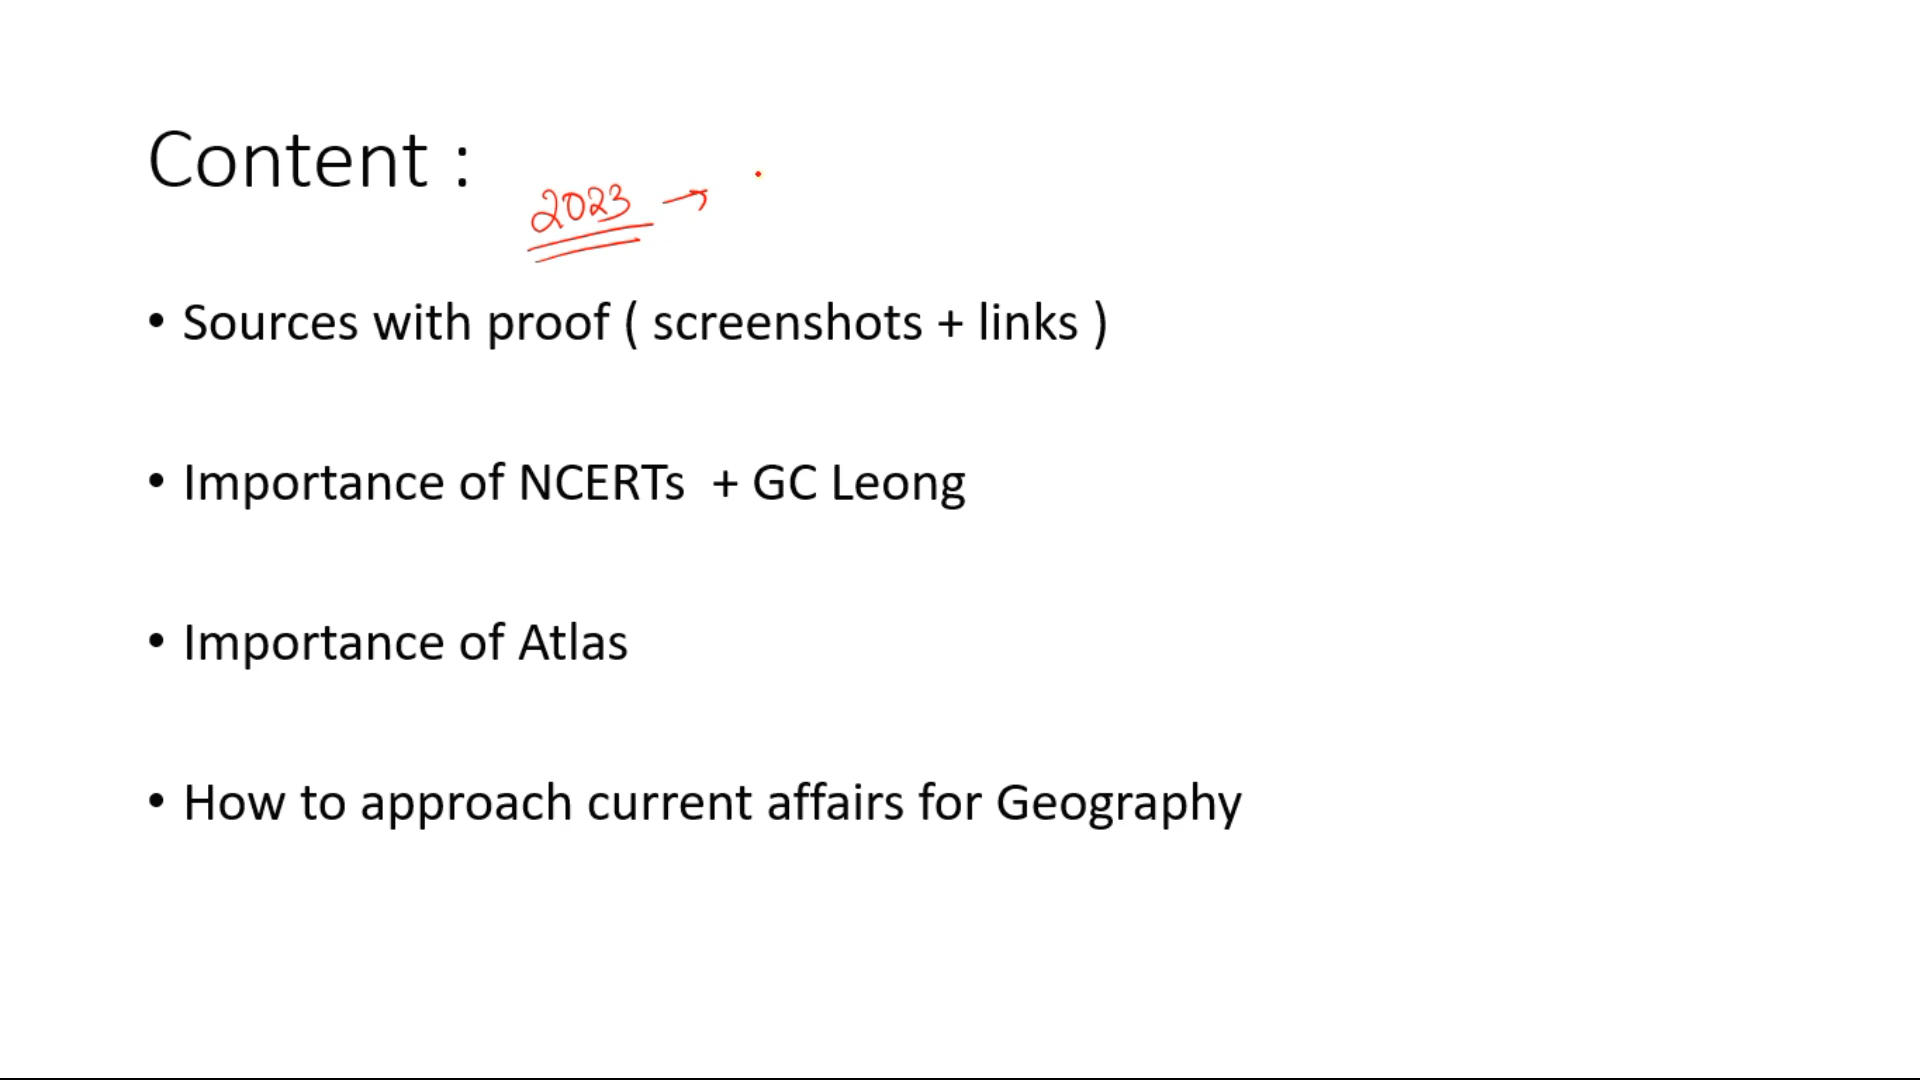 Content :
2023 →
• Sources with proof ( screenshots + links )
• Importance of NCERTs + GC Leong
• Importance of Atlas
• How to approach current affairs for Geography